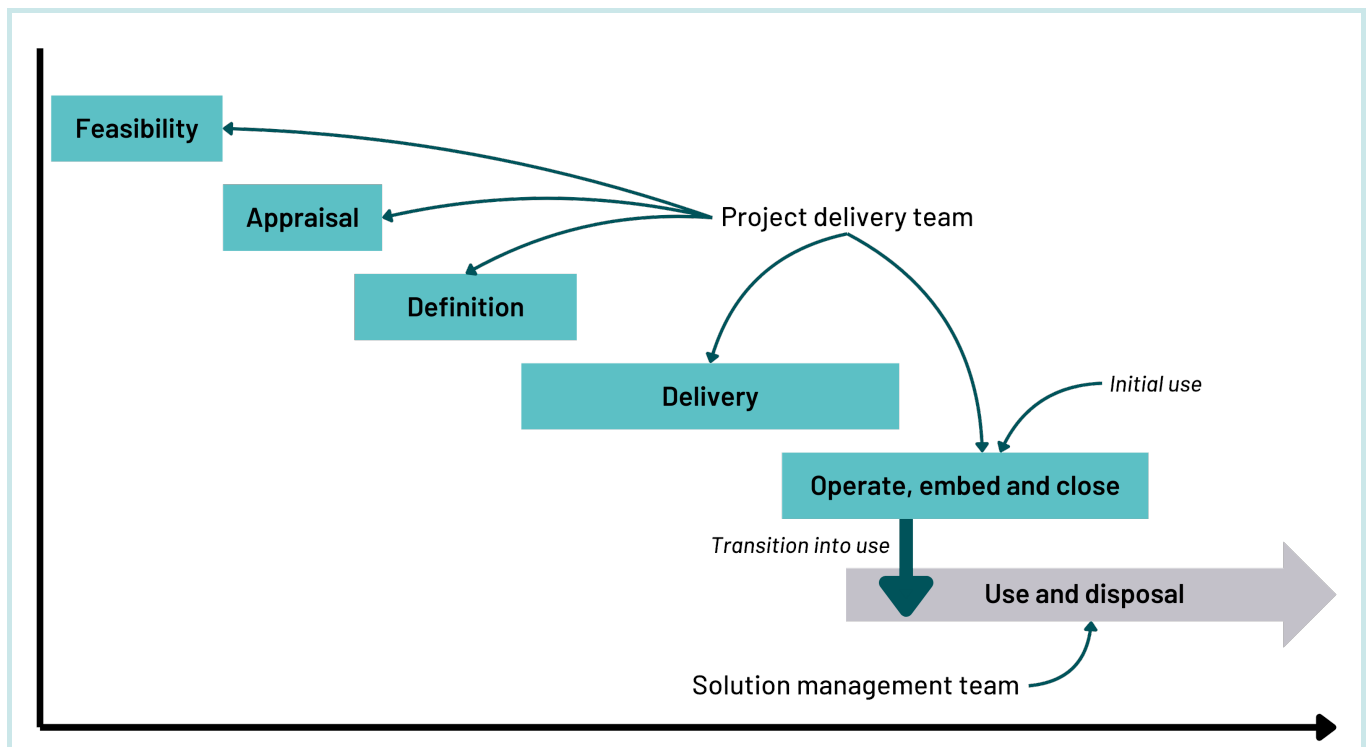 Feasibility
Appraisal
Project delivery team
Definition
Delivery
Initial use
Operate, embed and close
Transition into use
Use and disposal
Solution management team